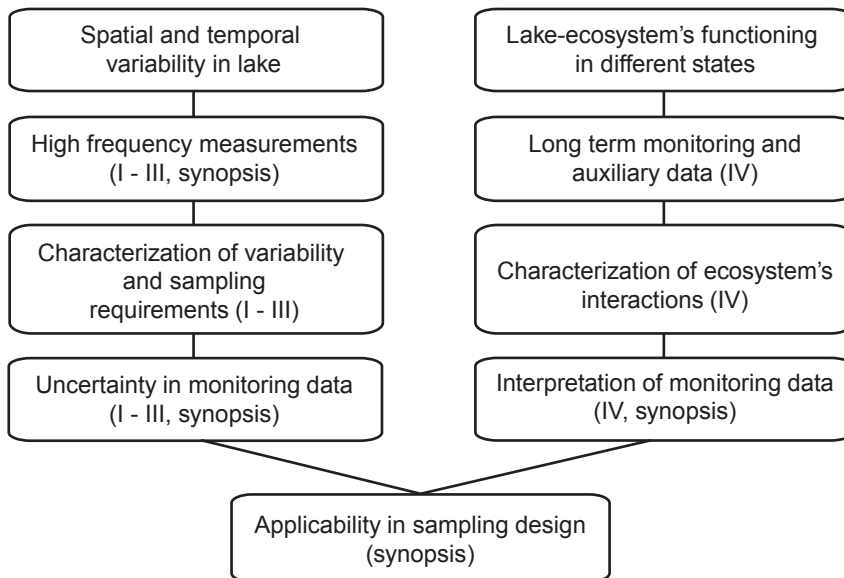 Spatial and temporal
variability in lake
High frequency measurements
(I - III, synopsis)
Characterization of variability
and sampling
requirements (I - III)
Uncertainty in monitoring data
(I - III, synopsis)
Lake-ecosystem’s functioning
in different states
Long term monitoring and
auxiliary data (IV)
Characterization of ecosystem’s
interactions (IV)
Interpretation of monitoring data
(IV, synopsis)
Applicability in sampling design
(synopsis)